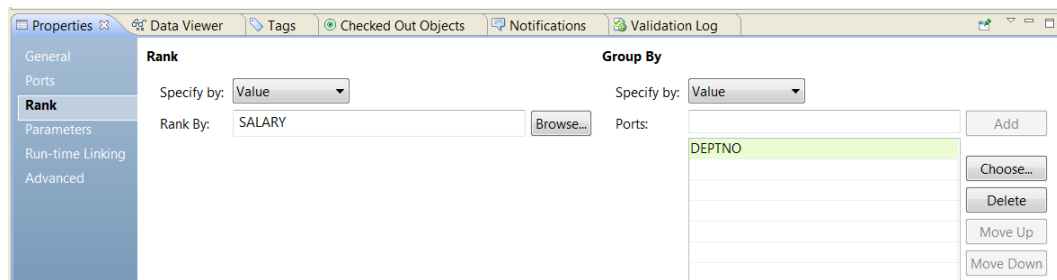 Properties Data Viewer Tags Checked Out Objects Notifications Validation Log
General
Ports
Rank
Parameters
Run-time Linking
Advanced
Rank
Specify by: Value
Rank By: SALARY Browse...
Group By
Specify by: Value
Ports: Add
DEPTNO
Choose...
Delete
Move Up
Move Down